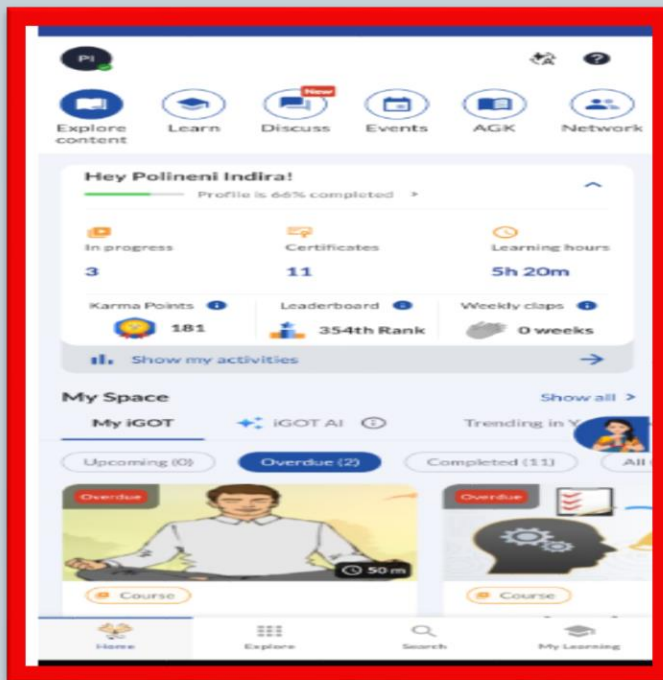 PI
New
Explore content
Learn
Discuss
Events
AGK
Network
Hey Polineni Indira!
Profile is 66% completed >
In progress
Certificates
Learning hours
3
11
5h 20m
Karma Points
Leaderboard
Weekly claps
181
354th Rank
0 weeks
Show my activities
My Space
Show all >
My iGOT
iGOT AI
Trending in Y
Upcoming (0)
Overdue (2)
Completed (11)
All
Overdue
Overdue
50 m
Course
Course
Home
Explore
Search
My Learning